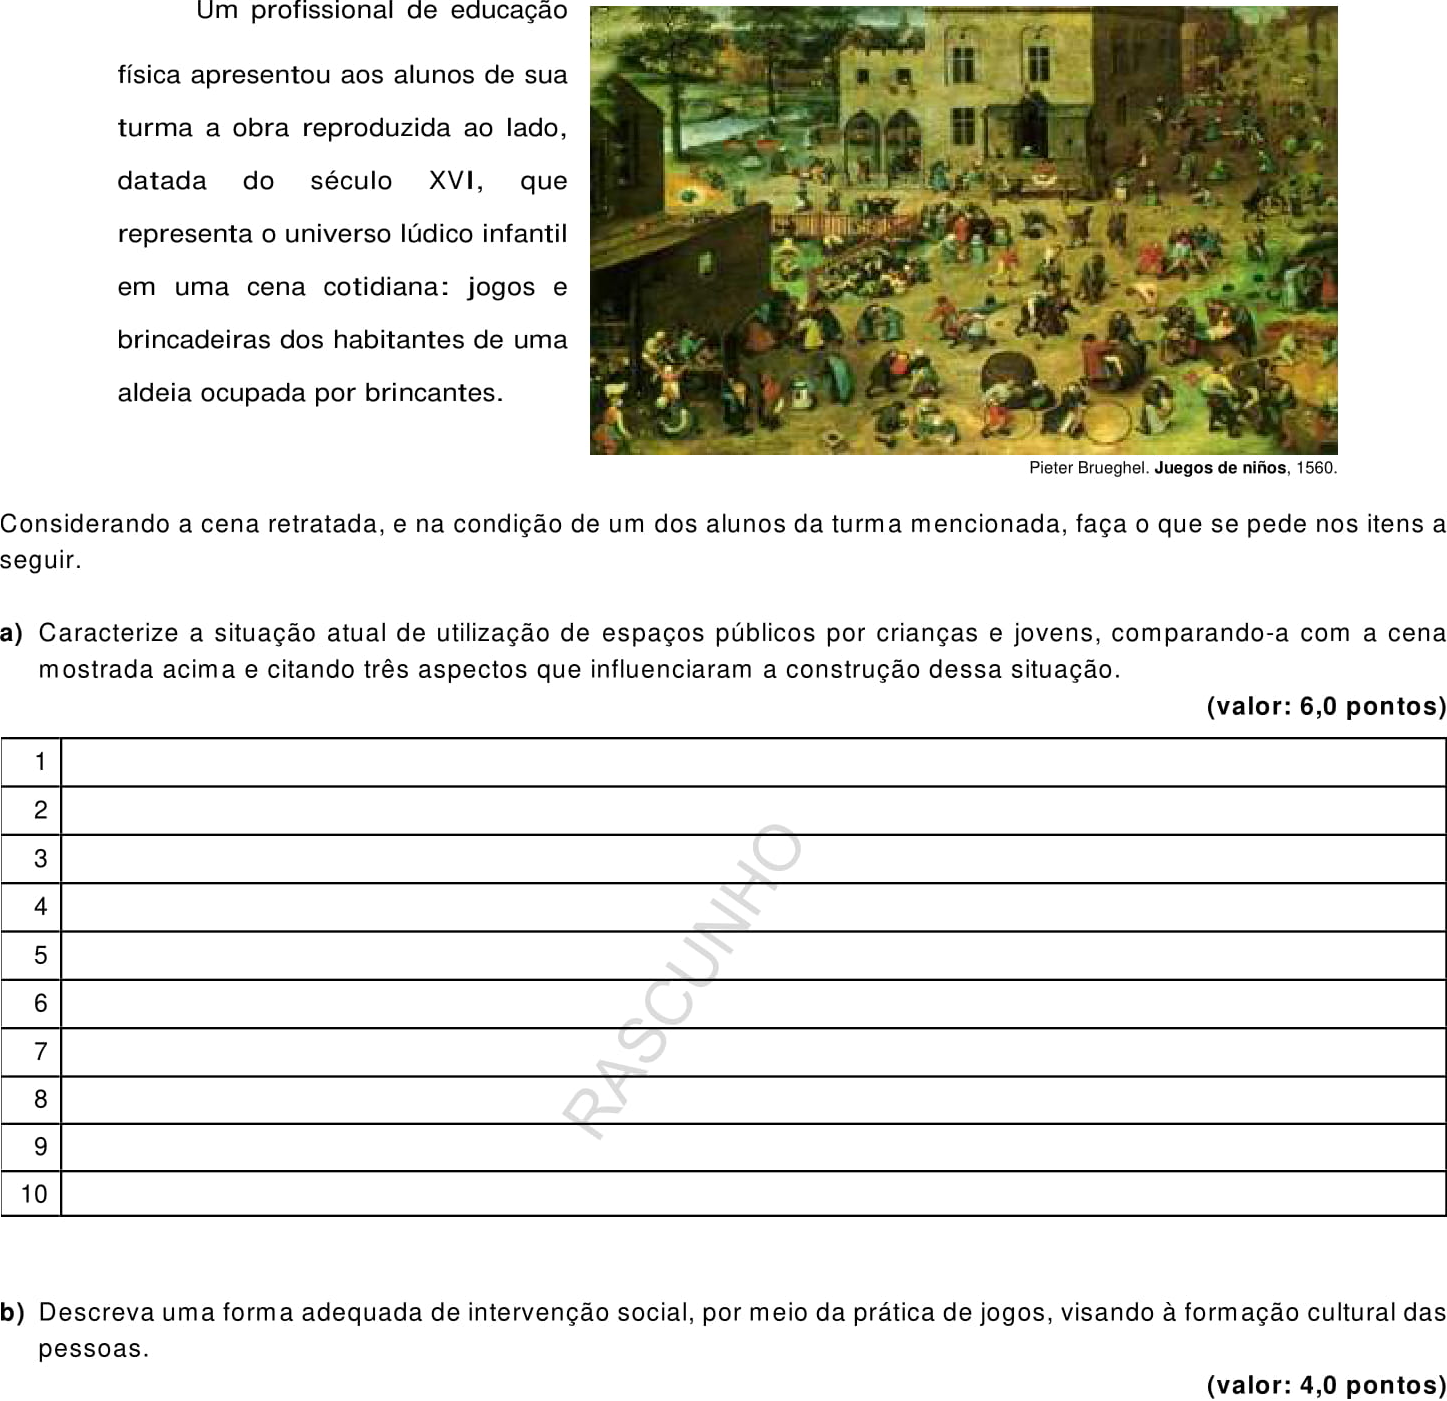 Um profissional de educação
física apresentou aos alunos de sua
turma a obra reproduzida ao lado,
datada do século XVI, que
representa o universo lúdico infantil
em uma cena cotidiana: jogos e
brincadeiras dos habitantes de uma
aldeia ocupada por brincantes.
Pieter Brueghel. Juegos de niños, 1560.
Considerando a cena retratada, e na condição de um dos alunos da turma mencionada, faça o que se pede nos itens a
seguir.
a) Caracterize a situação atual de utilização de espaços públicos por crianças e jovens, comparando-a com a cena
mostrada acima e citando três aspectos que influenciaram a construção dessa situação.
(valor: 6,0 pontos)
1
2
3
4
5
6
7
8
9
10
RASCUNHO
b) Descreva uma forma adequada de intervenção social, por meio da prática de jogos, visando à formação cultural das
pessoas.
(valor: 4,0 pontos)